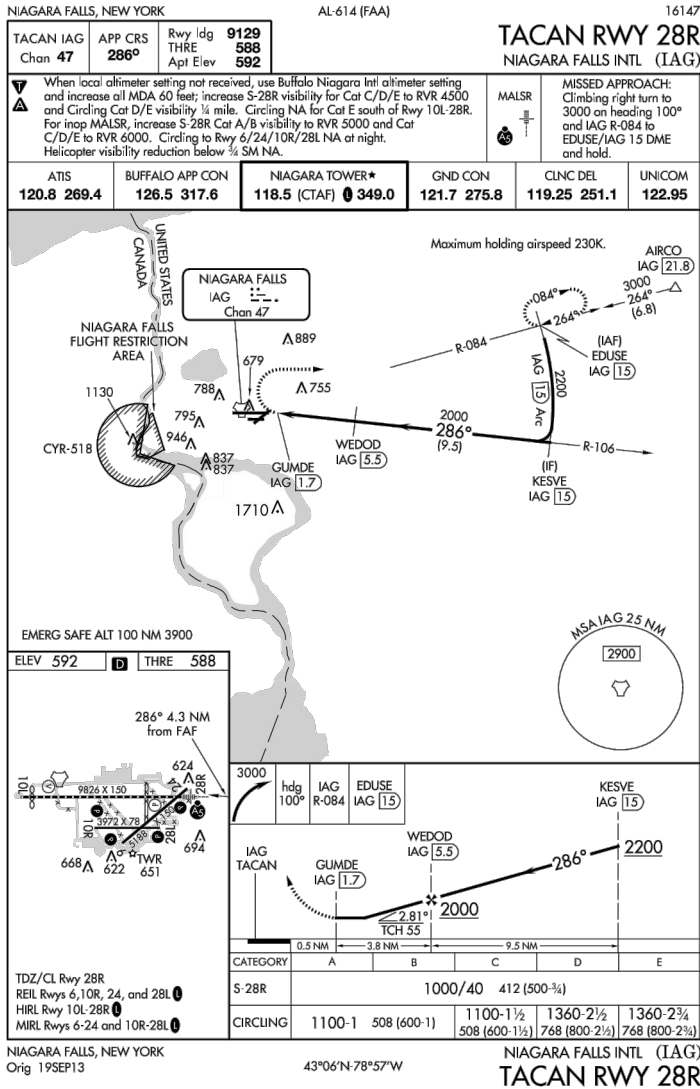 NIAGARA FALLS, NEW YORK
AL-614 (FAA)
16147
TACAN IAG
Chan 47
APP CRS
286°
Rwy ldg 9129
THRE 588
Apt Elev 592
TACAN RWY 28R
NIAGARA FALLS INTL (IAG)
T
A
When local altimeter setting not received, use Buffalo Niagara Intl altimeter setting
and increase all MDA 60 feet; increase S-28R visibility for Cat C/D/E to RVR 4500
and Circling Cat D/E visibility ¼ mile. Circling NA for Cat E south of Rwy 10L-28R.
For inop MALSR, increase S-28R Cat A/B visibility to RVR 5000 and Cat
C/D/E to RVR 6000. Circling to Rwy 6/24/10R/28L NA at night.
Helicopter visibility reduction below ¾ SM NA.
MALSR
A5
MISSED APPROACH:
Climbing right turn to
3000 on heading 100°
and IAG R-084 to
EDUSE/IAG 15 DME
and hold.
ATIS
120.8 269.4
BUFFALO APP CON
126.5 317.6
NIAGARA TOWER★
118.5 (CTAF) L 349.0
GND CON
121.7 275.8
CLNC DEL
119.25 251.1
UNICOM
122.95
UNITED STATES
CANADA
Maximum holding airspeed 230K.
AIRCO
IAG 21.8
3000
264°
(6.8)
084°
264°
NIAGARA FALLS
IAG
Chan 47
NIAGARA FALLS
FLIGHT RESTRICTION
AREA
889
R-084
(IAF)
EDUSE
IAG 15
679
788
755
IAG 15 Arc
2200
1130
795
946
2000
286°
(9.5)
CYR-518
837
837
WEDOD
IAG 5.5
R-106
GUMDE
IAG 1.7
(IF)
KESVE
IAG 15
1710
EMERG SAFE ALT 100 NM 3900
MSA IAG 25 NM
2900
ELEV 592
D
THRE 588
286° 4.3 NM
from FAF
624
10L
9826 X 150
24
28R
V
P
P
A5
10R
3972 X 78
5188 X 150
28L
P
P
6
694
668
622
TWR
651
TDZ/CL Rwy 28R
REIL Rwys 6,10R, 24, and 28L L
HIRL Rwy 10L-28R L
MIRL Rwys 6-24 and 10R-28L L
3000
hdg
100°
IAG
R-084
EDUSE
IAG 15
KESVE
IAG 15
WEDOD
IAG 5.5
IAG
TACAN
GUMDE
IAG 1.7
286°
2200
2.81°
TCH 55
2000
0.5 NM
3.8 NM
9.5 NM
CATEGORY A B C D E
S-28R 1000/40 412 (500-¾)
CIRCLING 1100-1 508 (600-1)
1100-1½
508 (600-1½)
1360-2½
768 (800-2½)
1360-2¾
768 (800-2¾)
NIAGARA FALLS, NEW YORK
Orig 19SEP13
43°06'N-78°57'W
NIAGARA FALLS INTL (IAG)
TACAN RWY 28R